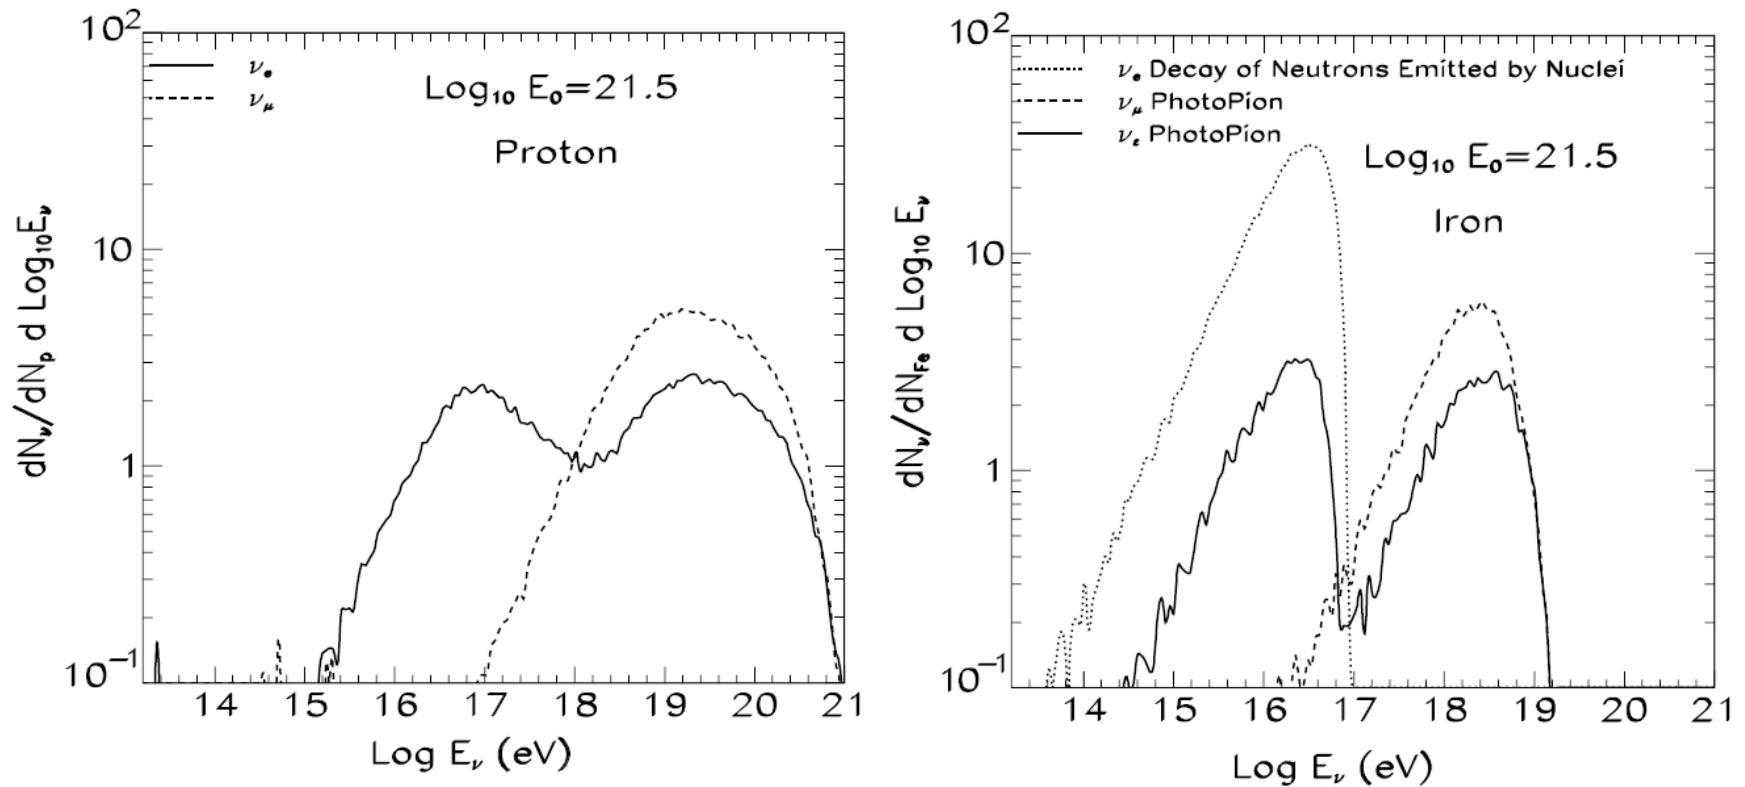 10²
νₑ
ν_μ
Log₁₀ E₀=21.5
Proton
10
1
10⁻¹
14 15 16 17 18 19 20 21
Log E_ν (eV)
dN_ν/dN_p d Log₁₀E_ν
10²
νₑ Decay of Neutrons Emitted by Nuclei
ν_μ PhotoPion
νₑ PhotoPion
Log₁₀ E₀=21.5
Iron
10
1
10⁻¹
14 15 16 17 18 19 20 21
Log E_ν (eV)
dN_ν/dN_Fe d Log₁₀ E_ν